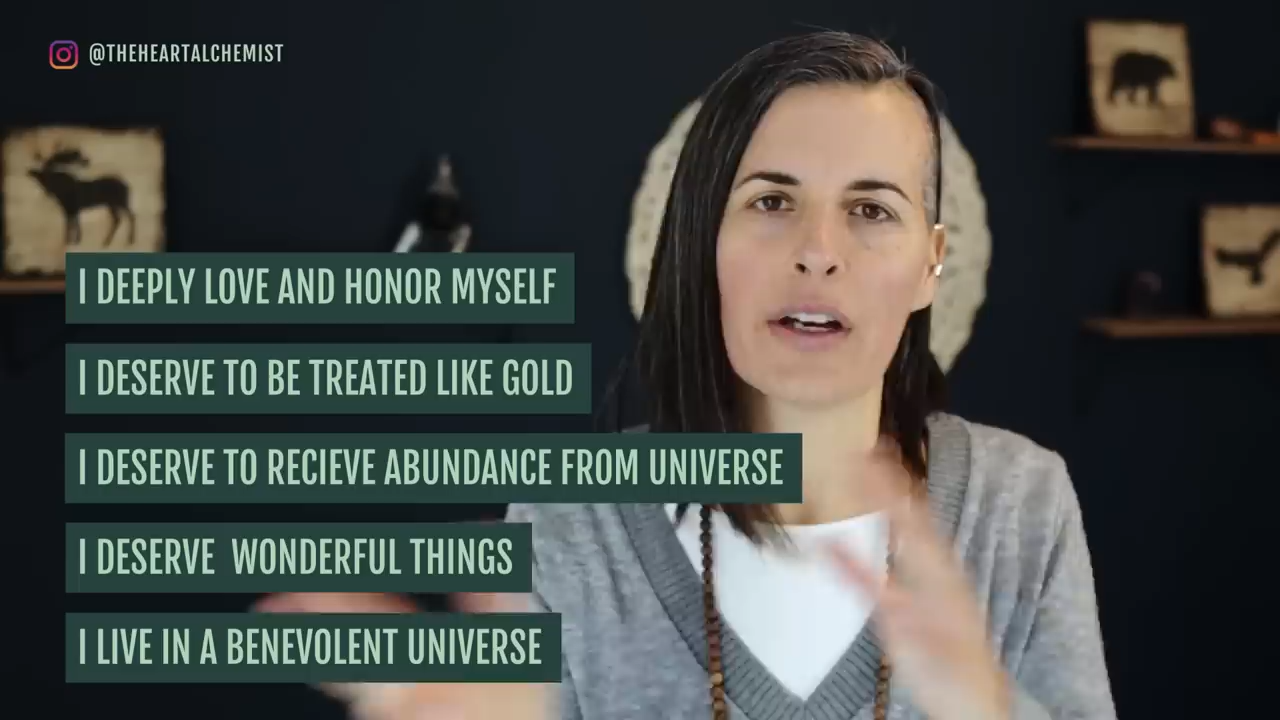 @THEHEARTALCHEMIST
I DEEPLY LOVE AND HONOR MYSELF
I DESERVE TO BE TREATED LIKE GOLD
I DESERVE TO RECIEVE ABUNDANCE FROM UNIVERSE
I DESERVE  WONDERFUL THINGS
I LIVE IN A BENEVOLENT UNIVERSE